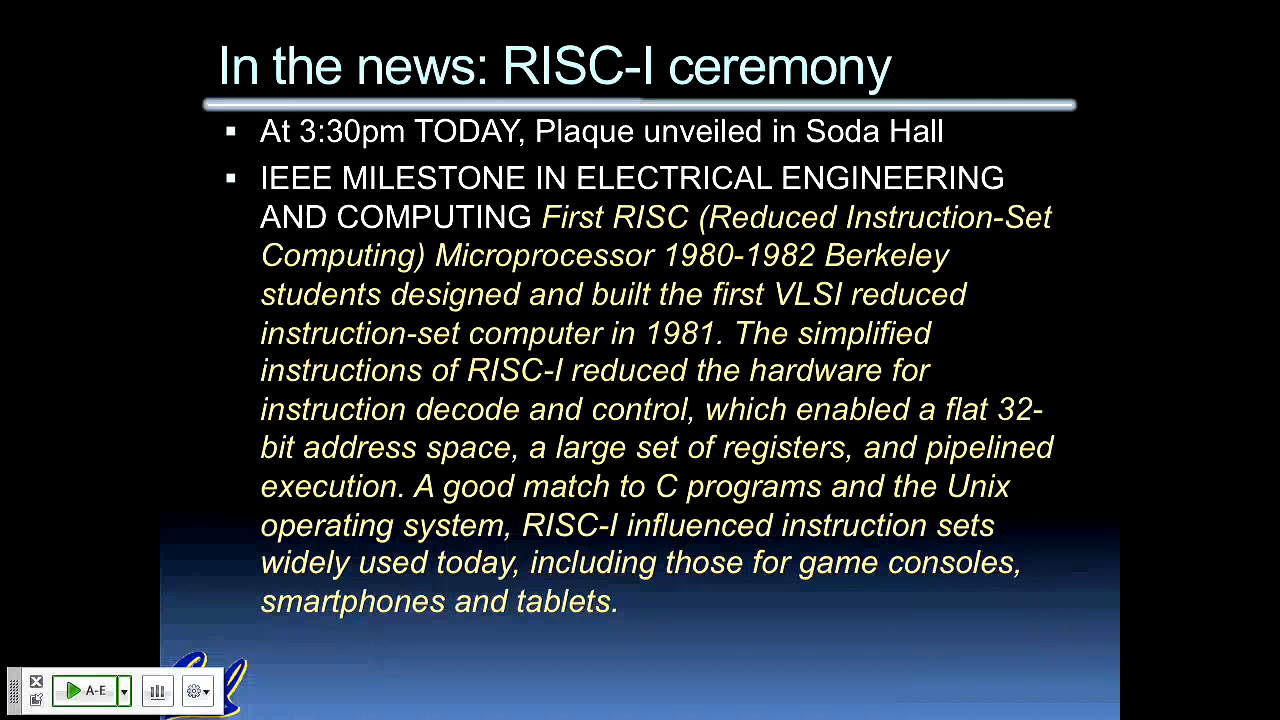 In the news: RISC-I ceremony
▪ At 3:30pm TODAY, Plaque unveiled in Soda Hall
▪ IEEE MILESTONE IN ELECTRICAL ENGINEERING
AND COMPUTING First RISC (Reduced Instruction-Set
Computing) Microprocessor 1980-1982 Berkeley
students designed and built the first VLSI reduced
instruction-set computer in 1981. The simplified
instructions of RISC-I reduced the hardware for
instruction decode and control, which enabled a flat 32-
bit address space, a large set of registers, and pipelined
execution. A good match to C programs and the Unix
operating system, RISC-I influenced instruction sets
widely used today, including those for game consoles,
smartphones and tablets.
Cal
A-E